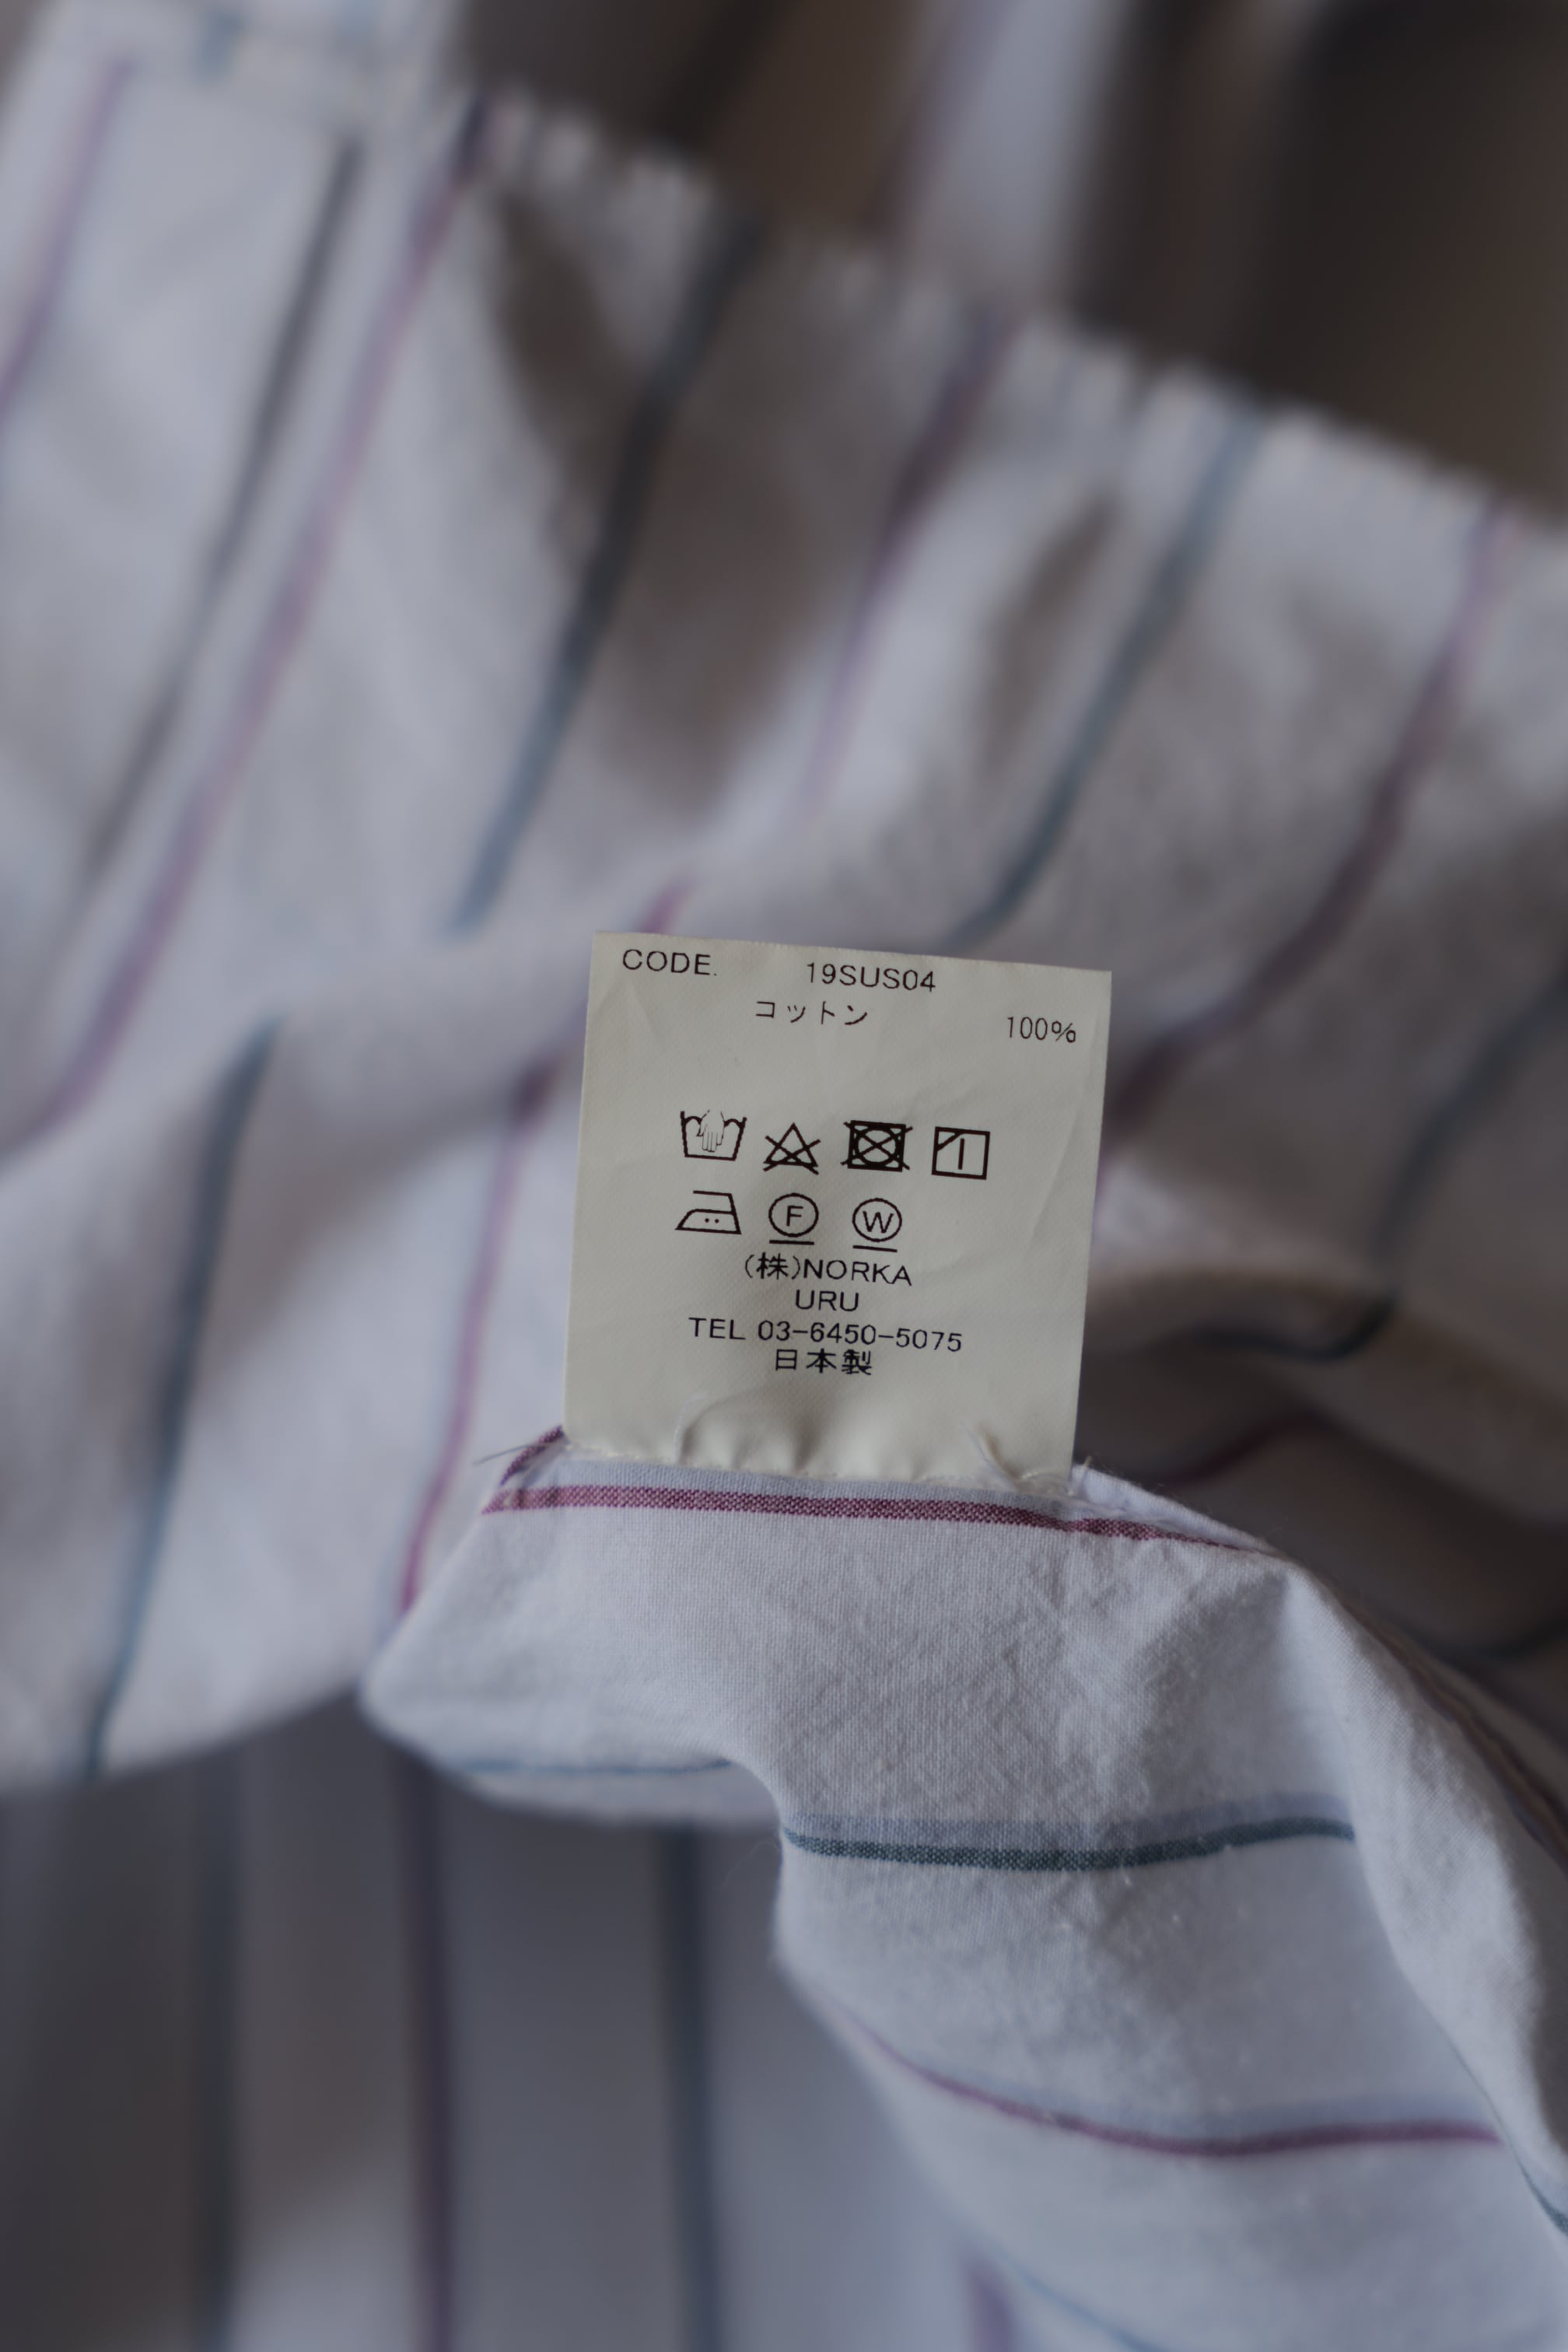 CODE. 19SUS04
コットン 100%
F W
(株)NORKA
URU
TEL 03-6450-5075
日本製